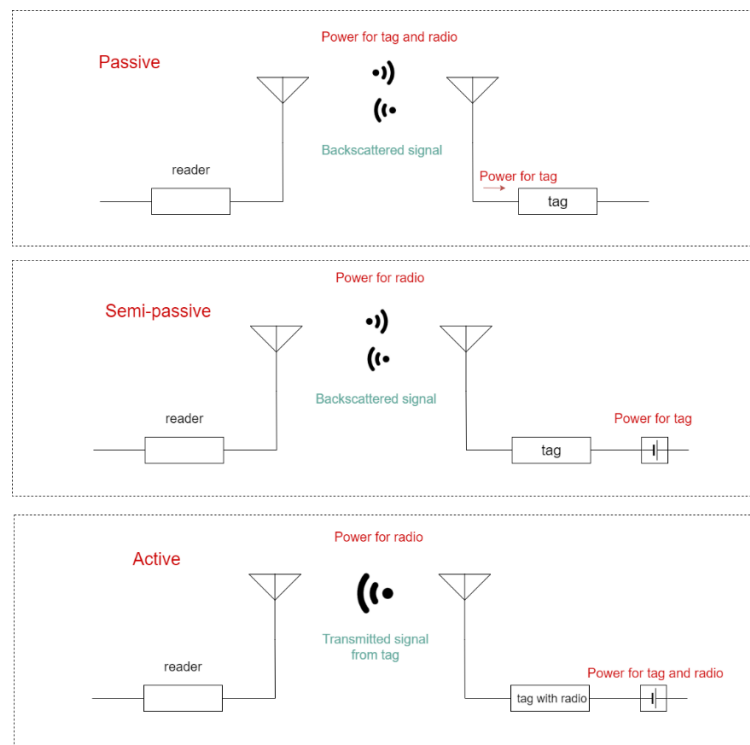 Power for tag and radio
Passive
Backscattered signal
reader
Power for tag
tag
Power for radio
Semi-passive
Backscattered signal
reader
Power for tag
tag
Power for radio
Active
Transmitted signal
from tag
reader
Power for tag and radio
tag with radio